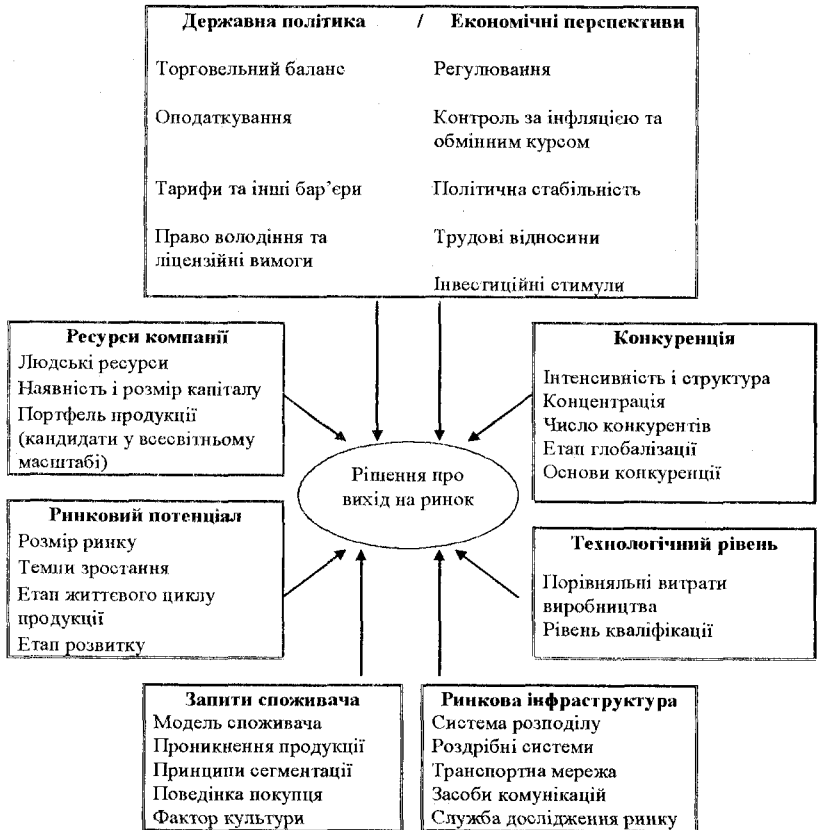 Державна політика / Економічні перспективи
Торговельний баланс
Оподаткування
Тарифи та інші бар’єри
Право володіння та
ліцензійні вимоги
Регулювання
Контроль за інфляцією та
обмінним курсом
Політична стабільність
Трудові відносини
Інвестиційні стимули
Ресурси компанії
Людські ресурси
Наявність і розмір капіталу
Портфель продукції
(кандидати у всесвітньому
масштабі)
Конкуренція
Інтенсивність і структура
Концентрація
Число конкурентів
Етап глобалізації
Основи конкуренції
Рішення про
вихід на ринок
Ринковий потенціал
Розмір ринку
Темпи зростання
Етап життєвого циклу
продукції
Етап розвитку
Технологічний рівень
Порівняльні витрати
виробництва
Рівень кваліфікації
Запити споживача
Модель споживача
Проникнення продукції
Принципи сегментації
Поведінка покупця
Фактор культури
Ринкова інфраструктура
Система розподілу
Роздрібні системи
Транспортна мережа
Засоби комунікацій
Служба дослідження ринку